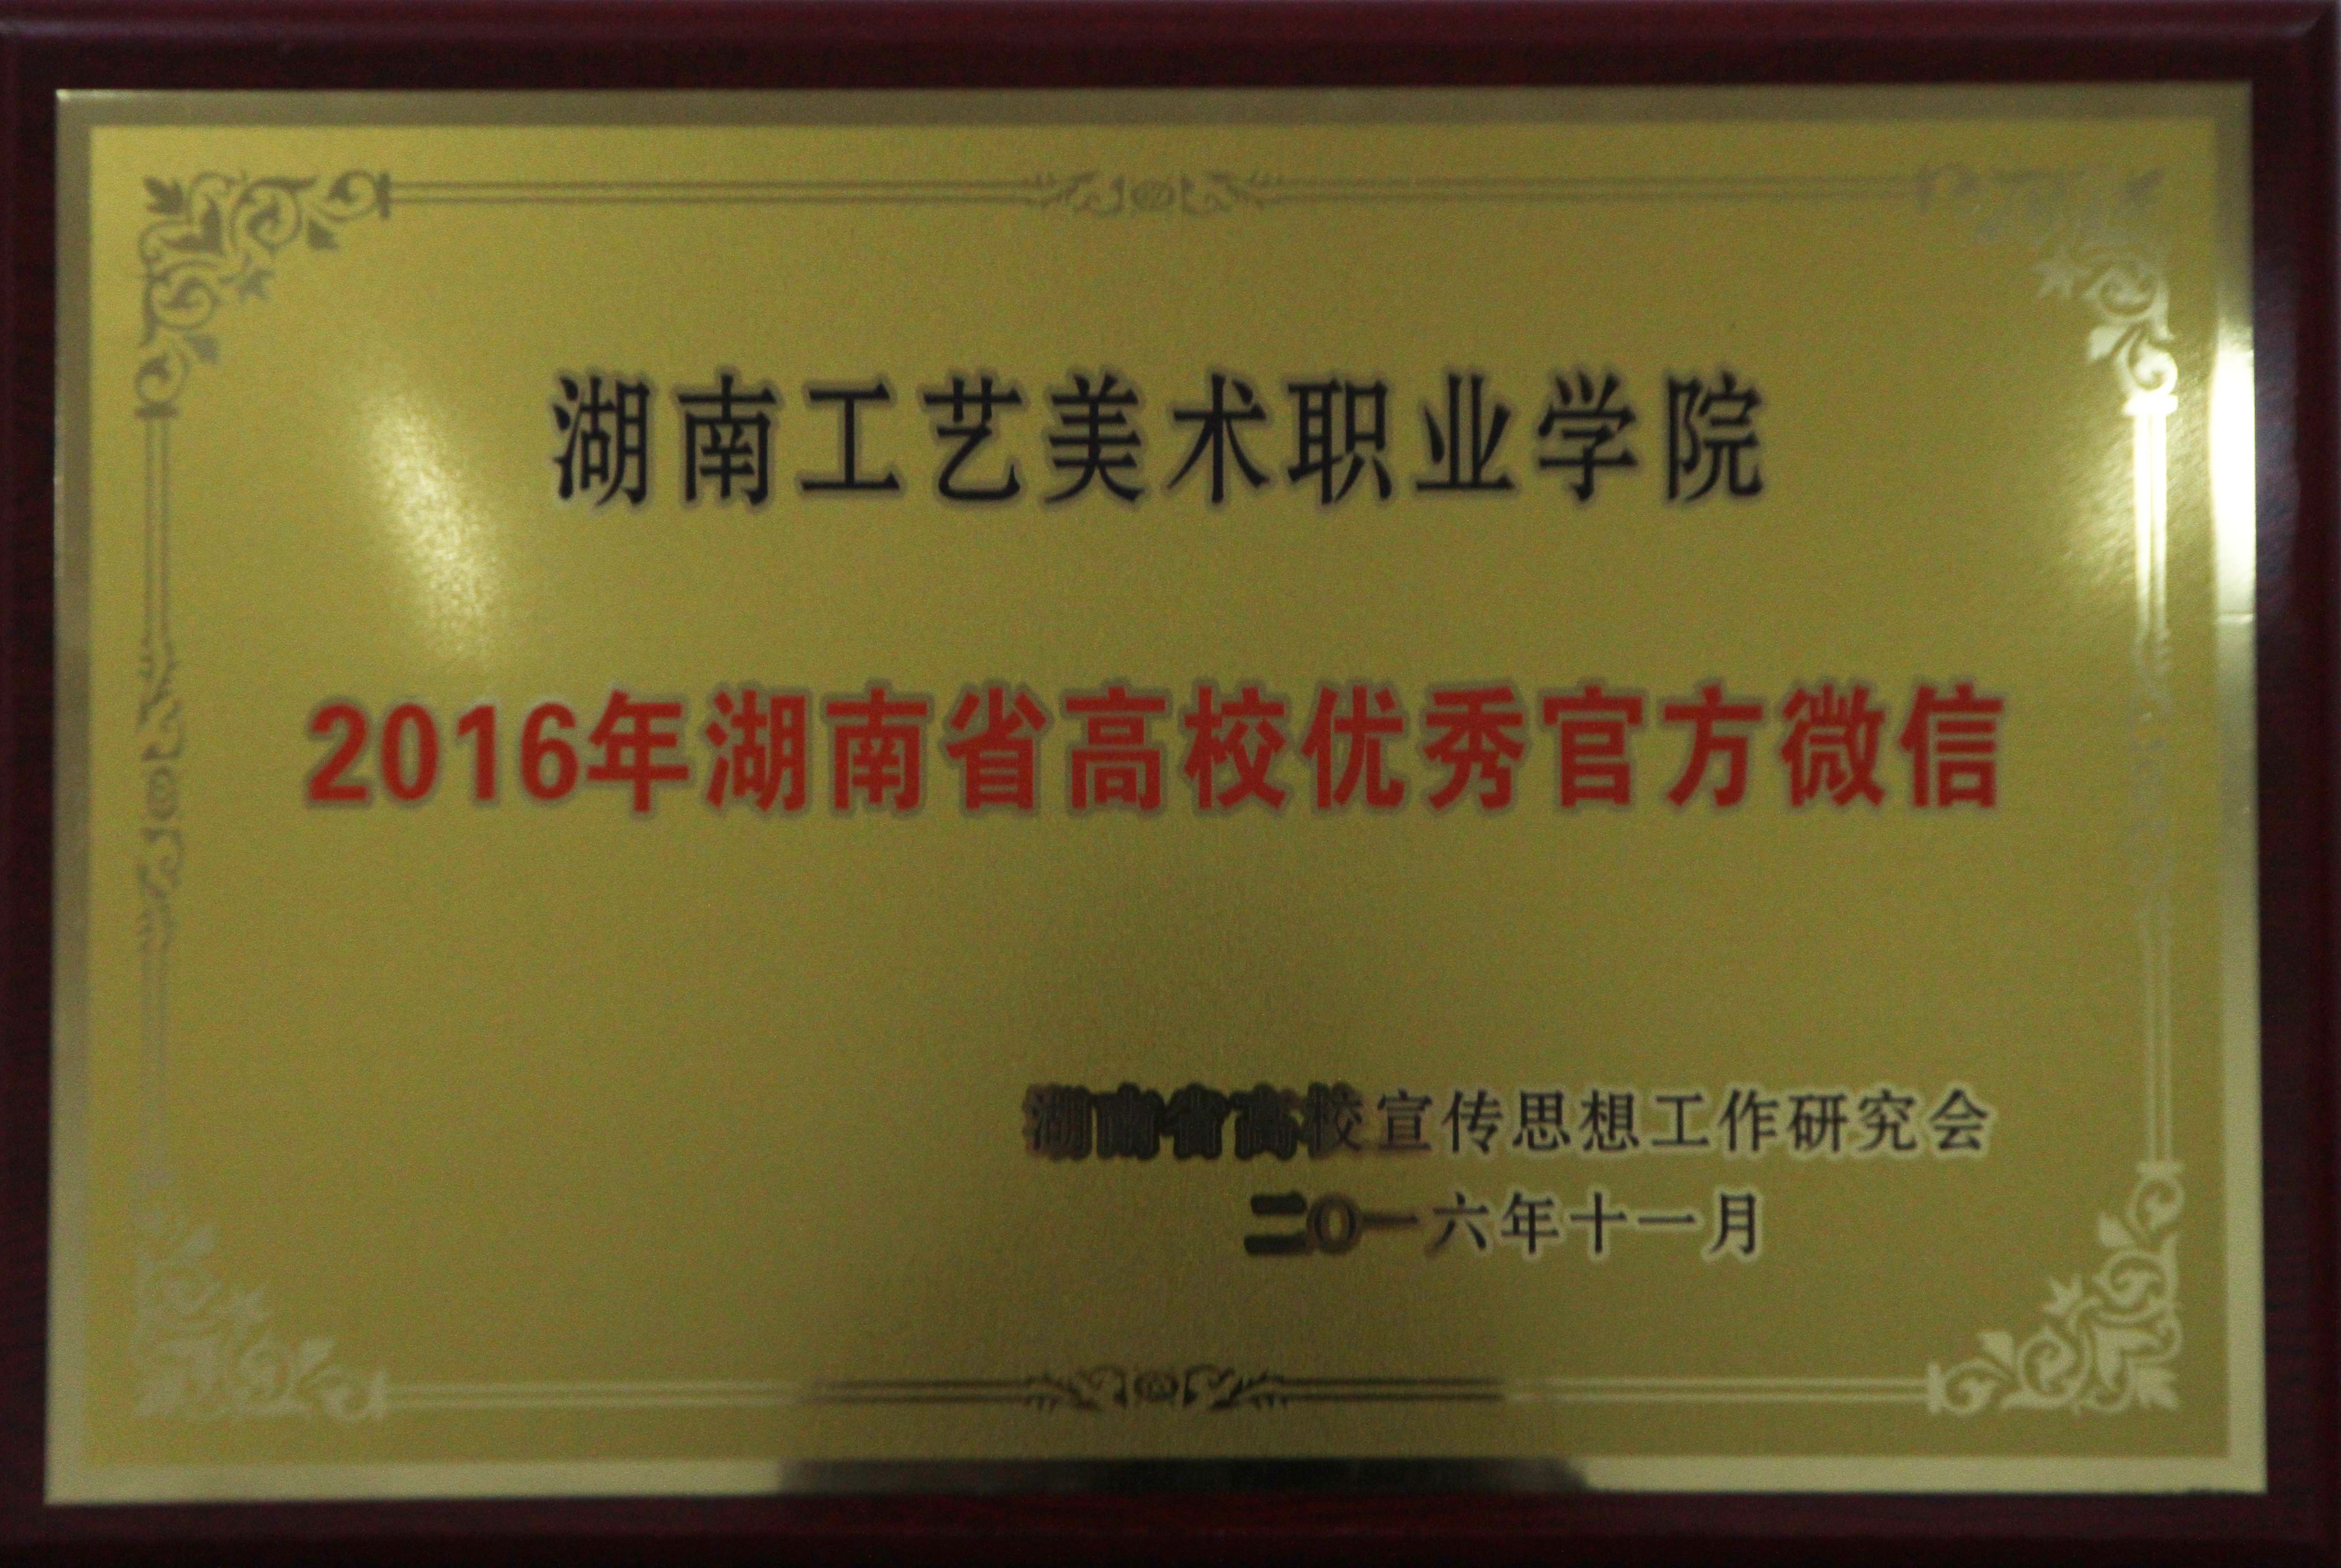 湖南工艺美术职业学院
2016年湖南省高校优秀官方微信
湖南省高校宣传思想工作研究会
二〇一六年十一月